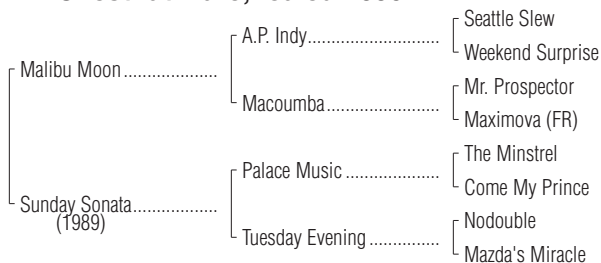 A.P. Indy
Seattle Slew
Weekend Surprise
Malibu Moon
Macoumba
Mr. Prospector
Maximova (FR)
Palace Music
The Minstrel
Come My Prince
Sunday Sonata
(1989)
Tuesday Evening
Nodouble
Mazda's Miracle